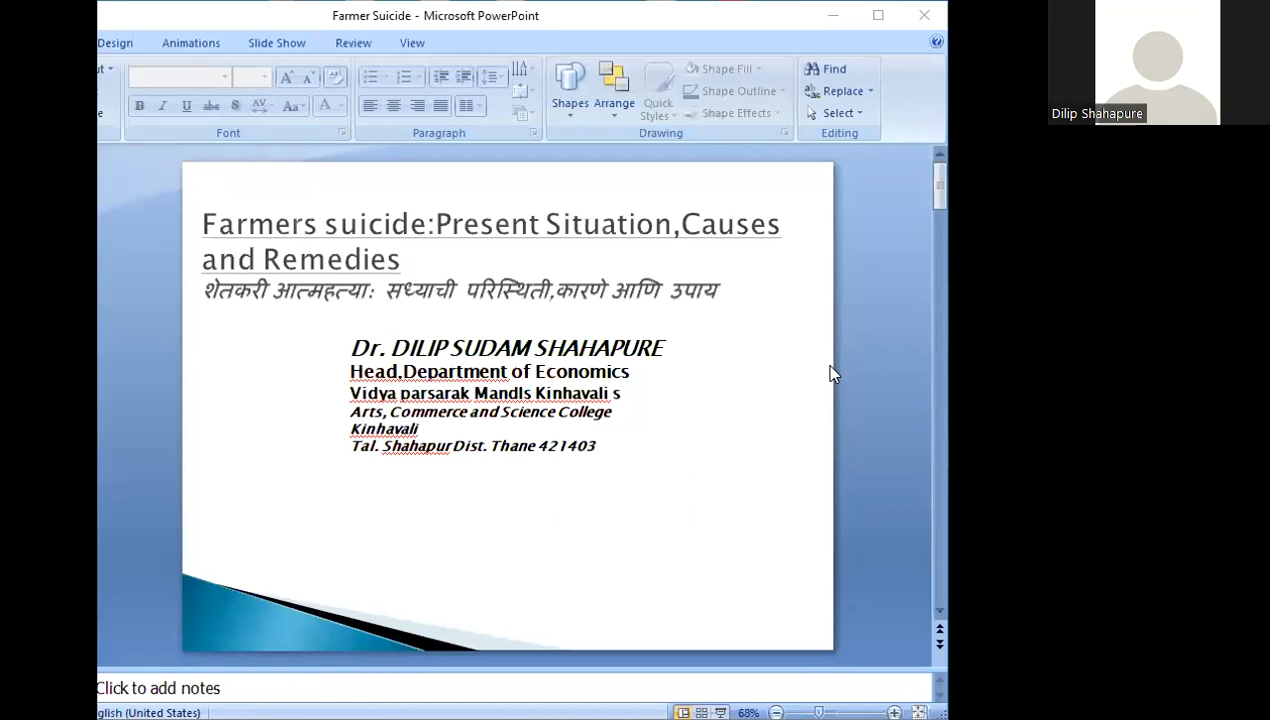 Farmer Suicide - Microsoft PowerPoint
Design Animations Slide Show Review View
Shapes Arrange Quick Styles
Shape Fill
Shape Outline
Shape Effects
Find
Replace
Select
Font Paragraph Drawing Editing
Farmers suicide:Present Situation,Causes
and Remedies
शेतकरी आत्महत्या: सध्याची परिस्थिती,कारणे आणि उपाय
Dr. DILIP SUDAM SHAHAPURE
Head,Department of Economics
Vidya parsarak Mandls Kinhavali s
Arts, Commerce and Science College
Kinhavali
Tal. Shahapur Dist. Thane 421403
Click to add notes
glish (United States) 68%
Dilip Shahapure